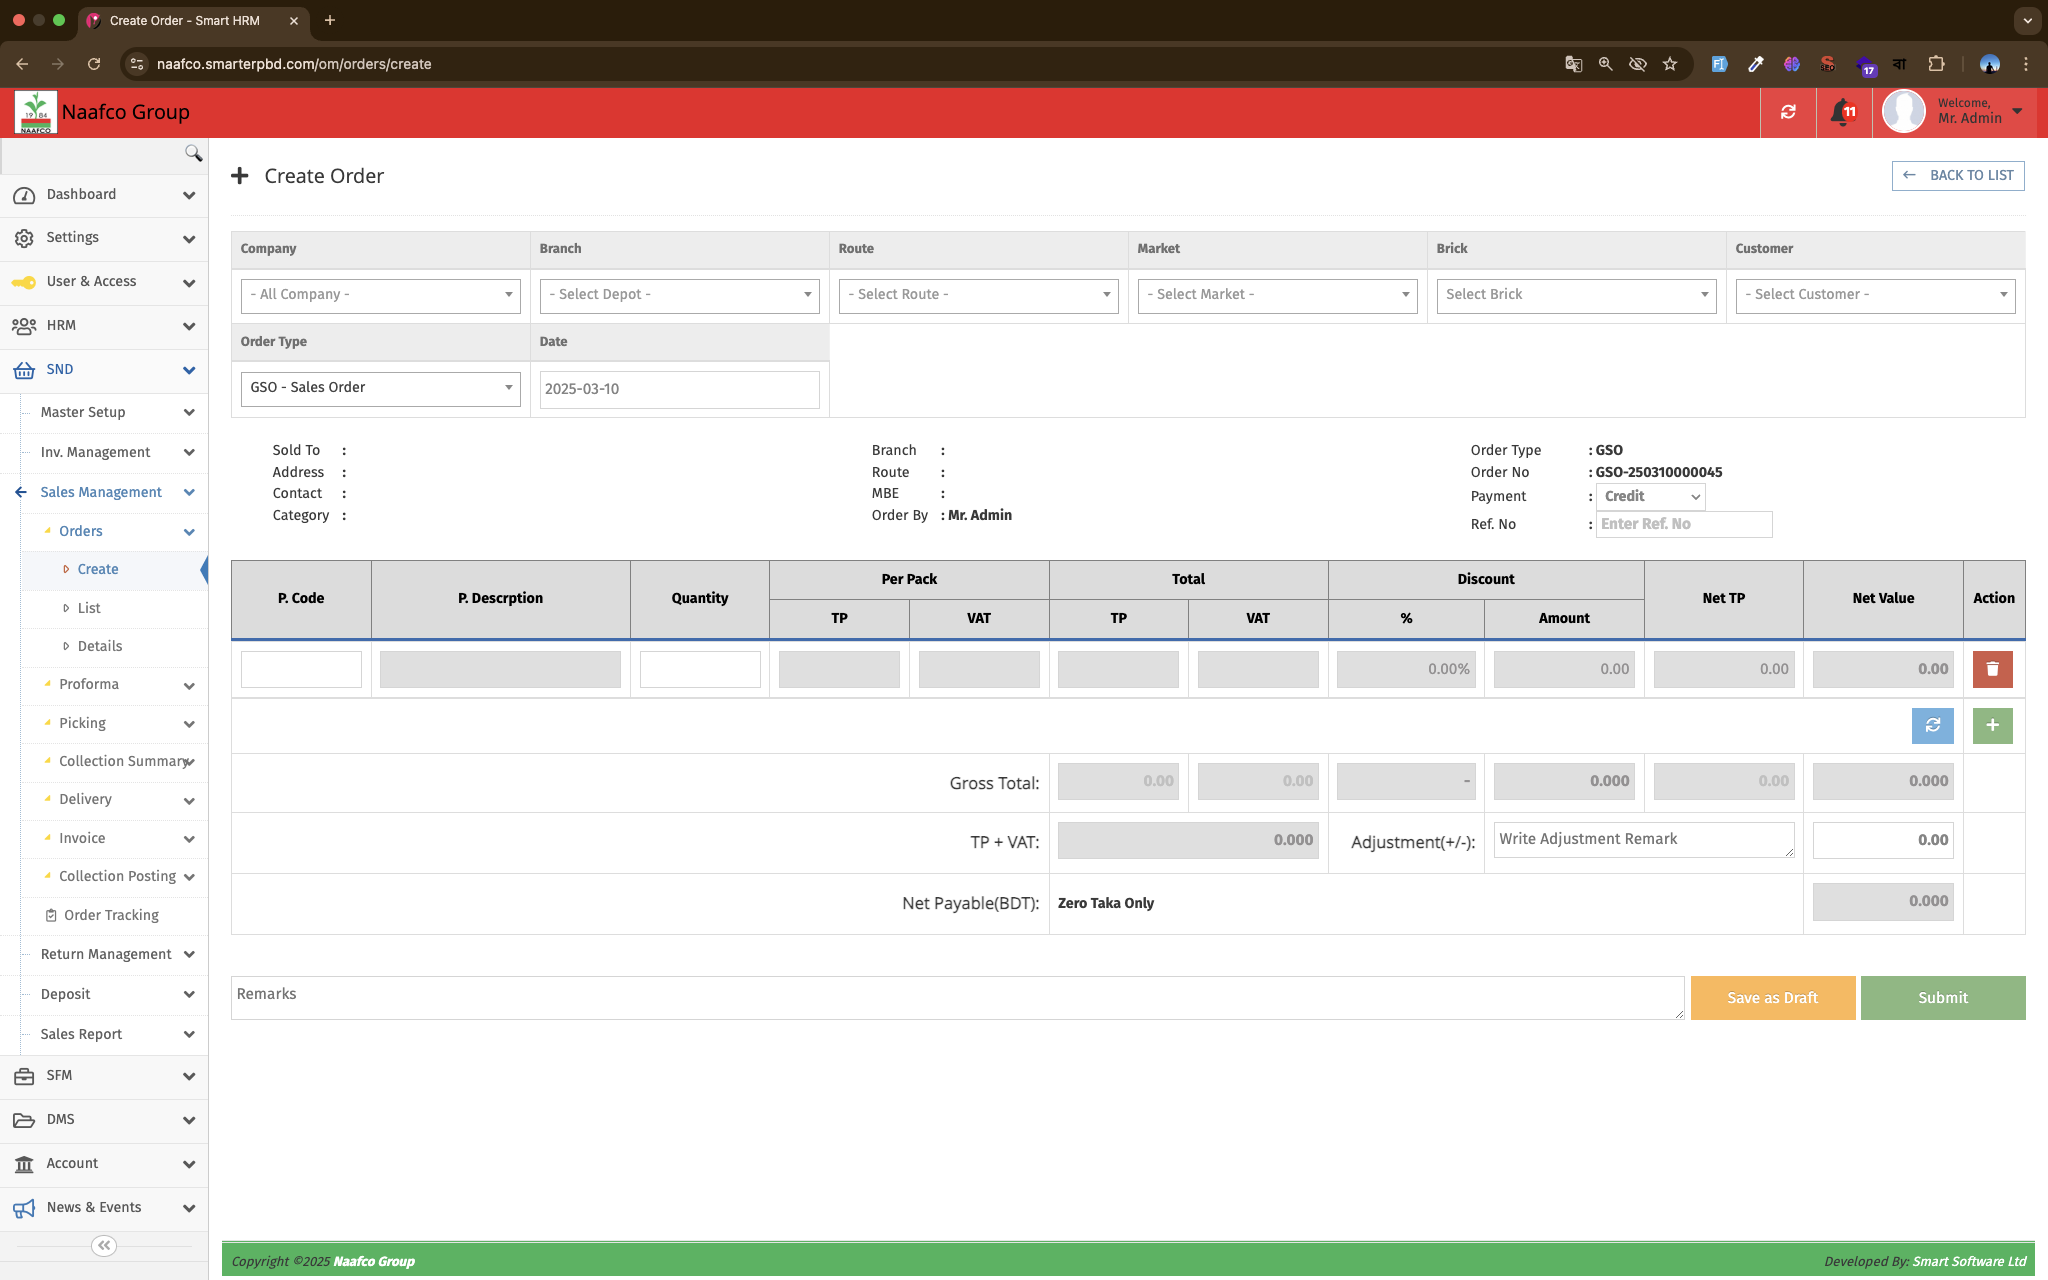 Create Order - Smart HRM
naafco.smarterpbd.com/om/orders/create
17
বা
1984
NAAFCO
Naafco Group
11
Welcome,
Mr. Admin
Dashboard
Settings
User & Access
HRM
SND
Master Setup
Inv. Management
Sales Management
Orders
Create
List
Details
Proforma
Picking
Collection Summary
Delivery
Invoice
Collection Posting
Order Tracking
Return Management
Deposit
Sales Report
SFM
DMS
Account
News & Events
Create Order
BACK TO LIST
Company Branch Route Market Brick Customer
- All Company - - Select Depot - - Select Route - - Select Market - Select Brick - Select Customer -
Order Type Date
GSO - Sales Order 2025-03-10
Sold To : Branch : Order Type : GSO
Address : Route : Order No : GSO-250310000045
Contact : MBE : Payment : Credit
Category : Order By : Mr. Admin Ref. No : Enter Ref. No
P. Code P. Descrption Quantity Per Pack Total Discount Net TP Net Value Action
TP VAT TP VAT % Amount
0.00% 0.00 0.00 0.00
Gross Total: 0.00 0.00 - 0.000 0.00 0.000
TP + VAT: 0.000 Adjustment(+/-): Write Adjustment Remark 0.00
Net Payable(BDT): Zero Taka Only 0.000
Remarks Save as Draft Submit
Copyright ©2025 Naafco Group Developed By: Smart Software Ltd